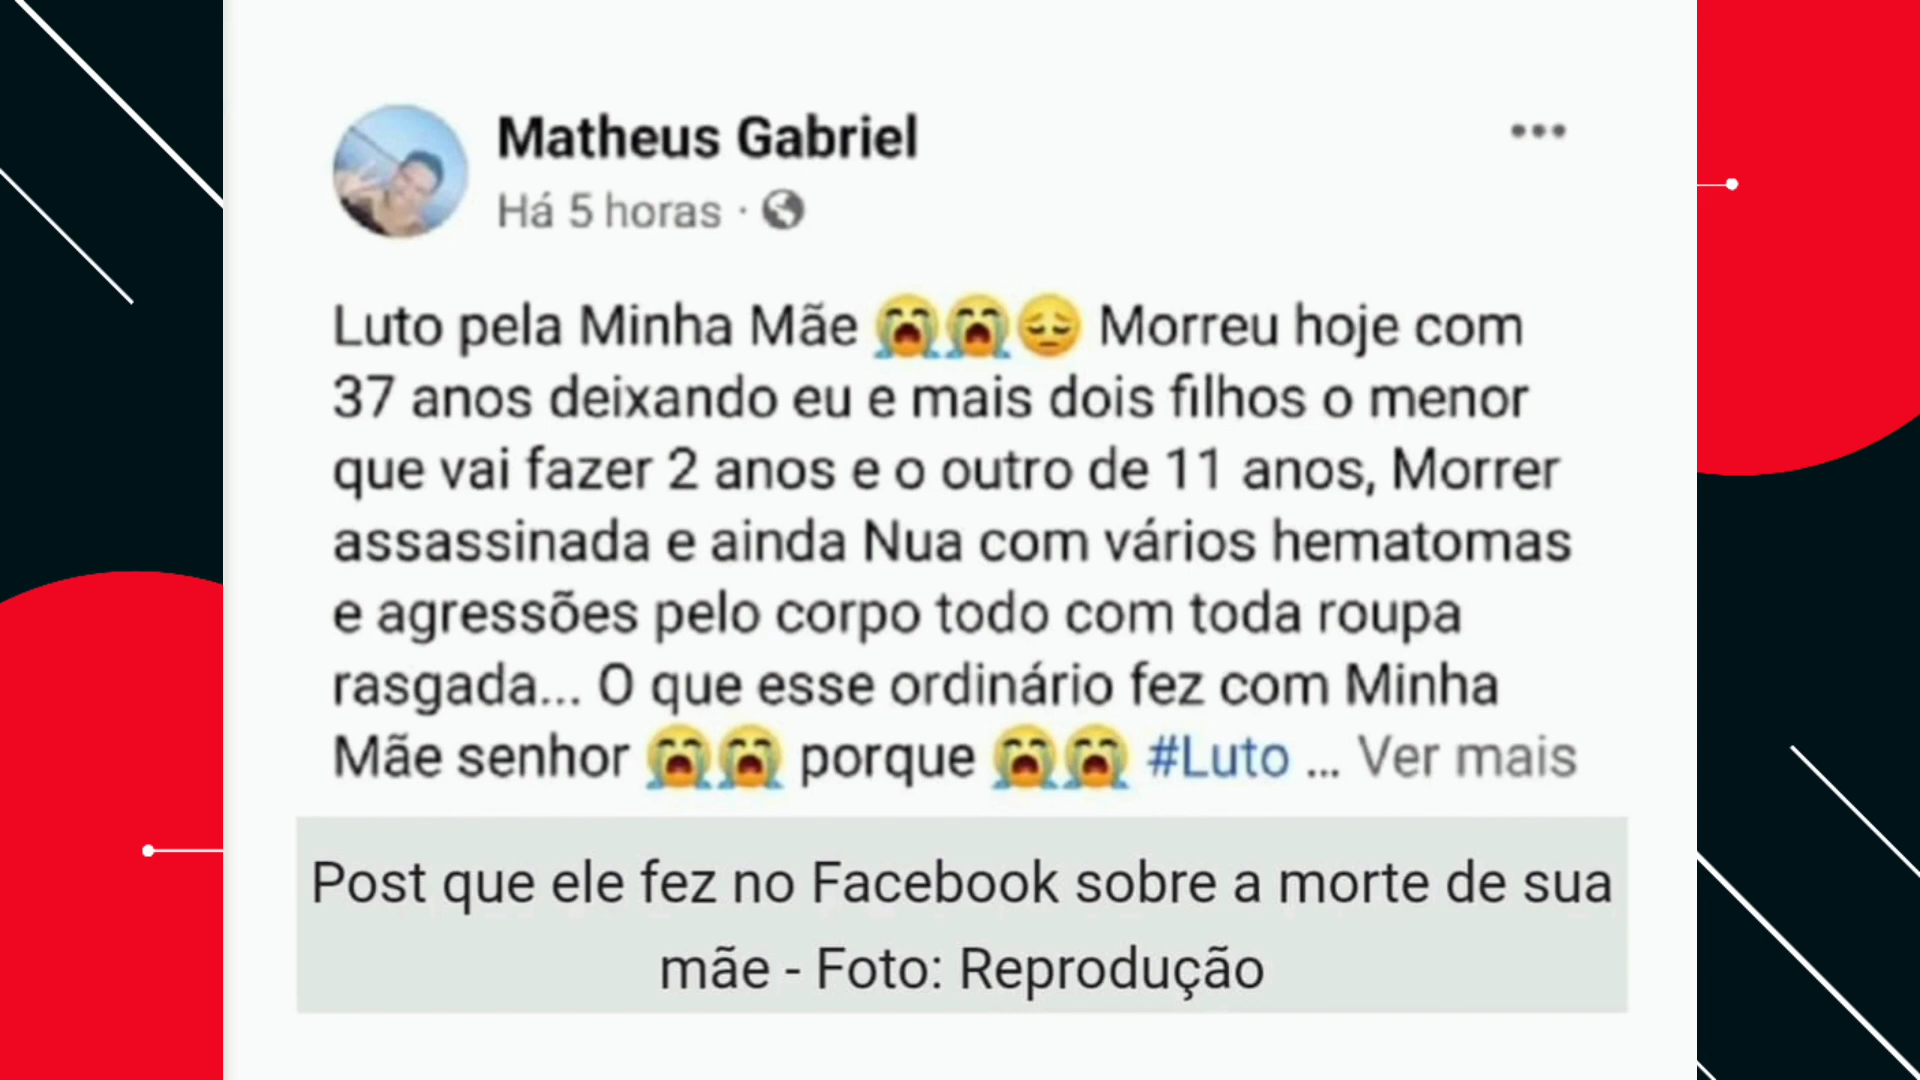 Matheus Gabriel
Há 5 horas ·
Luto pela Minha Mãe 😭😭😔 Morreu hoje com
37 anos deixando eu e mais dois filhos o menor
que vai fazer 2 anos e o outro de 11 anos, Morrer
assassinada e ainda Nua com vários hematomas
e agressões pelo corpo todo com toda roupa
rasgada... O que esse ordinário fez com Minha
Mãe senhor 😭😭 porque 😭😭 #Luto ... Ver mais
Post que ele fez no Facebook sobre a morte de sua
mãe - Foto: Reprodução